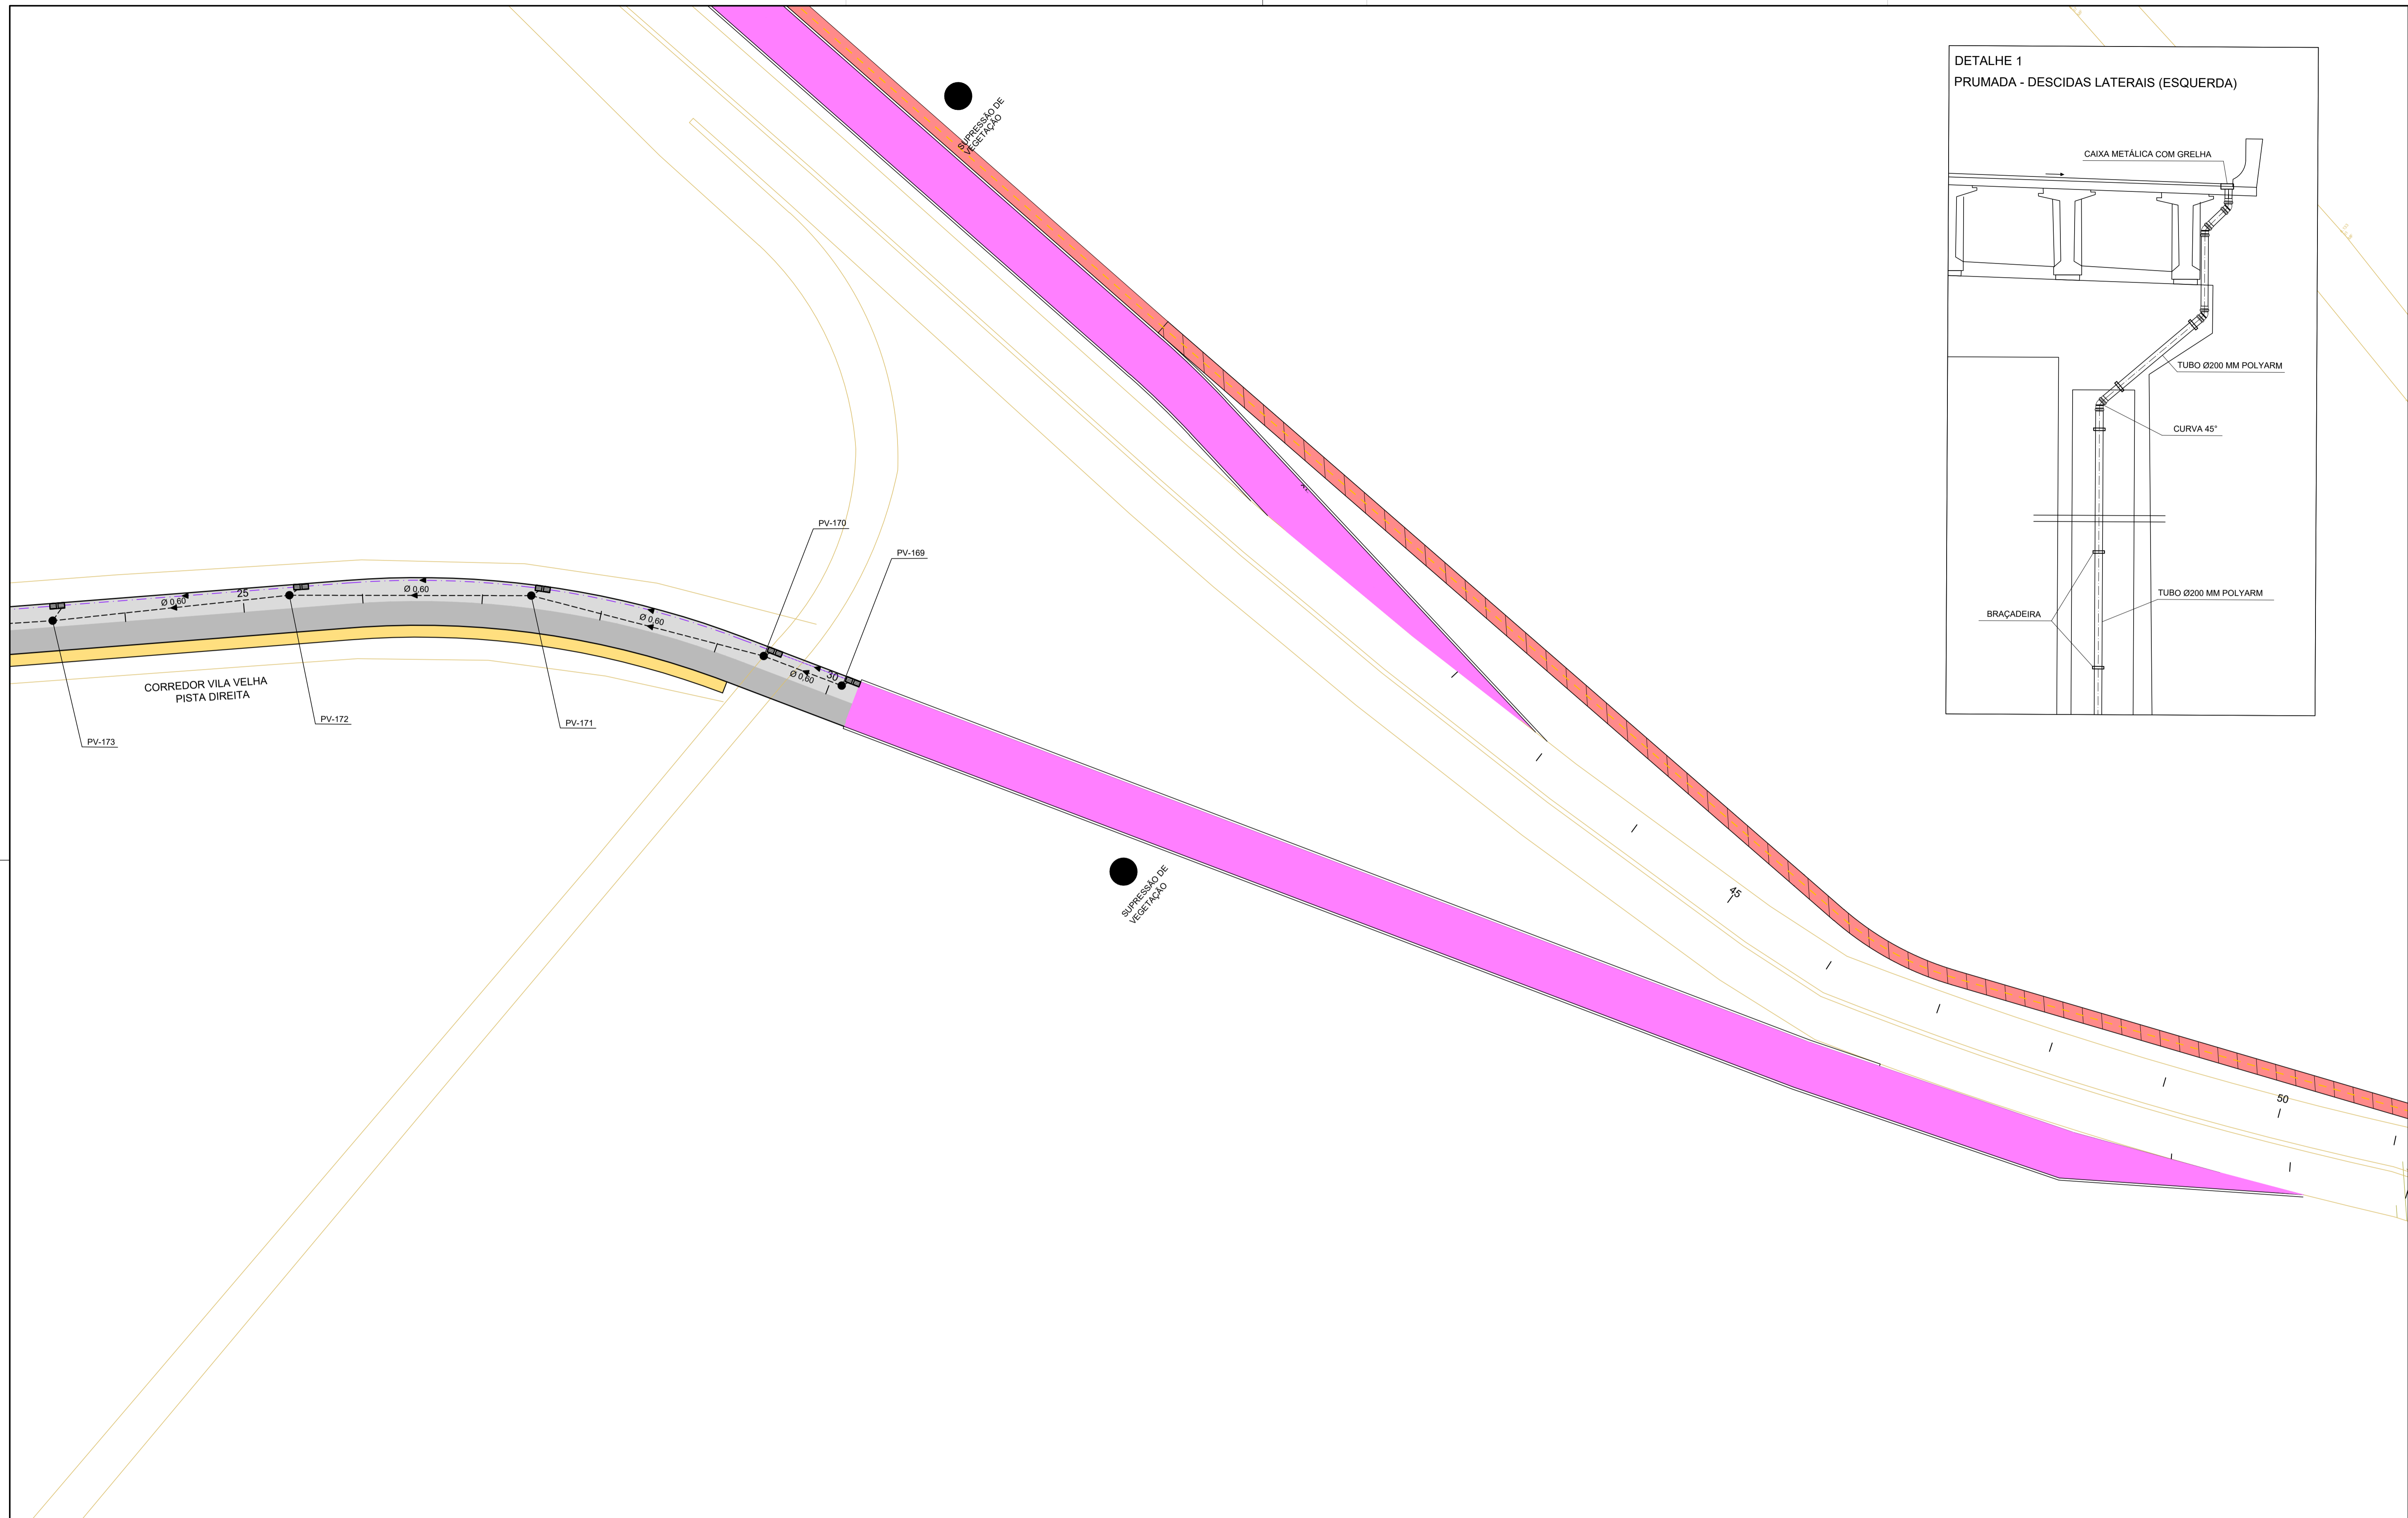 DETALHE 1
PRUMADA - DESCIDAS LATERAIS (ESQUERDA)
CAIXA METÁLICA COM GRELHA
TUBO Ø200 MM POLYARM
CURVA 45°
TUBO Ø200 MM POLYARM
BRAÇADEIRA
SUPRESSÃO DE
VEGETAÇÃO
PV-170
PV-169
Ø 0,60
25
Ø 0,60
Ø 0,60
Ø 0,60
30
CORREDOR VILA VELHA
PISTA DIREITA
PV-173
PV-172
PV-171
SUPRESSÃO DE
VEGETAÇÃO
45
50